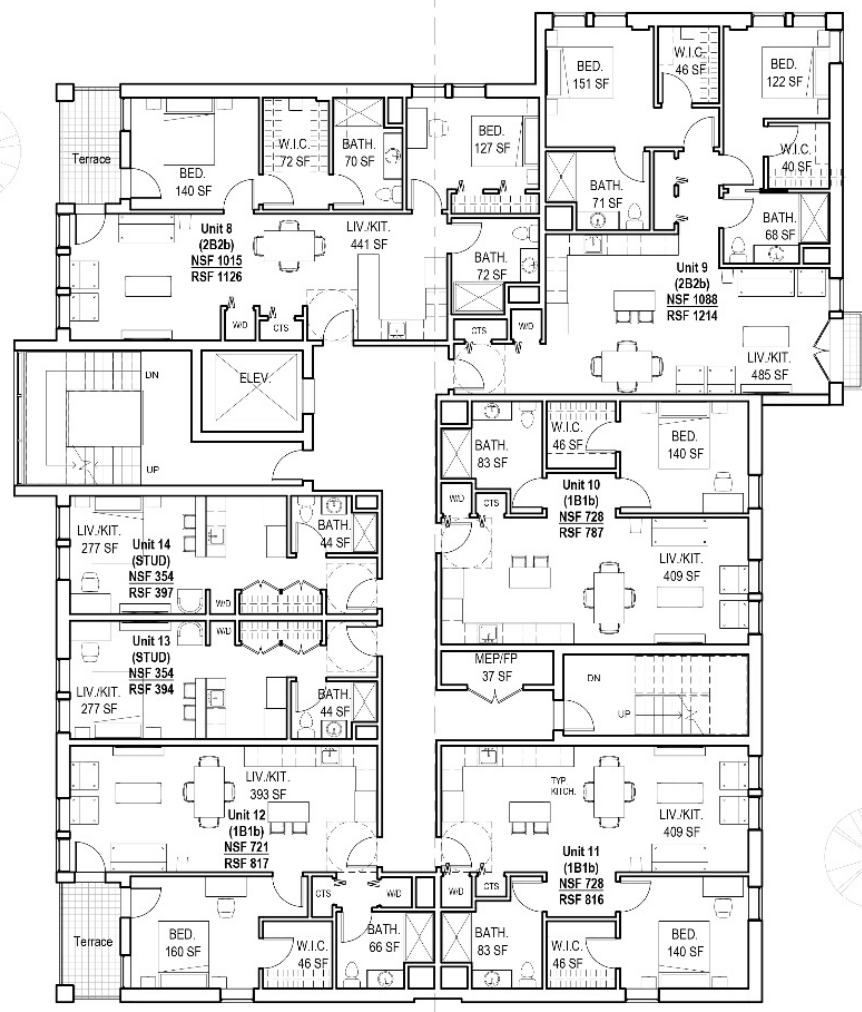 BED.
151 SF
W.I.C.
46 SF
BED.
122 SF
Terrace
BED.
140 SF
W.I.C.
72 SF
BATH.
70 SF
BED.
127 SF
W.I.C.
40 SF
BATH.
71 SF
BATH.
68 SF
Unit 8
(2B2b)
NSF 1015
RSF 1126
LIV./KIT.
441 SF
BATH.
72 SF
Unit 9
(2B2b)
NSF 1088
RSF 1214
W/D
CTS
CTS
W/D
LIV./KIT.
485 SF
DN
UP
ELEV.
BATH.
83 SF
W.I.C.
46 SF
BED.
140 SF
Unit 10
(1B1b)
NSF 728
RSF 787
W/D
CTS
LIV./KIT.
409 SF
LIV./KIT.
277 SF
Unit 14
(STUD)
NSF 354
RSF 397
BATH.
44 SF
W/D
W/D
Unit 13
(STUD)
NSF 354
RSF 394
LIV./KIT.
277 SF
BATH.
44 SF
MEP/FP
37 SF
DN
UP
LIV./KIT.
393 SF
Unit 12
(1B1b)
NSF 721
RSF 817
TYP.
KITCH.
LIV./KIT.
409 SF
Unit 11
(1B1b)
NSF 728
RSF 816
CTS
W/D
W/D
CTS
Terrace
BED.
160 SF
W.I.C.
46 SF
BATH.
66 SF
BATH.
83 SF
W.I.C.
46 SF
BED.
140 SF